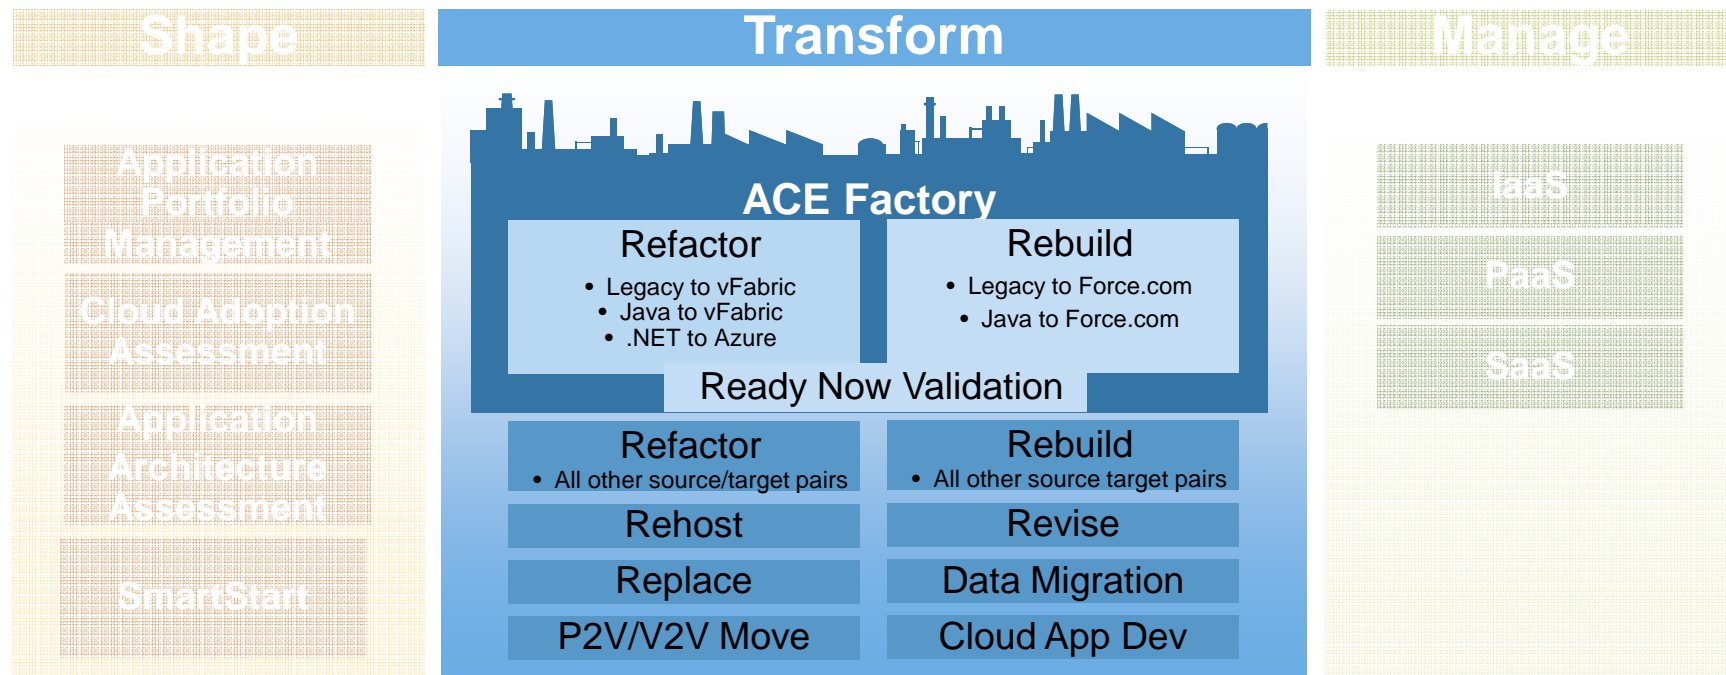 Shape
Application
Portfolio
Management
Cloud Adoption
Assessment
Application
Architecture
Assessment
SmartStart
Transform
ACE Factory
Refactor
• Legacy to vFabric
• Java to vFabric
• .NET to Azure
Rebuild
• Legacy to Force.com
• Java to Force.com
Ready Now Validation
Refactor
• All other source/target pairs
Rebuild
• All other source target pairs
Rehost
Revise
Replace
Data Migration
P2V/V2V Move
Cloud App Dev
Manage
IaaS
PaaS
SaaS